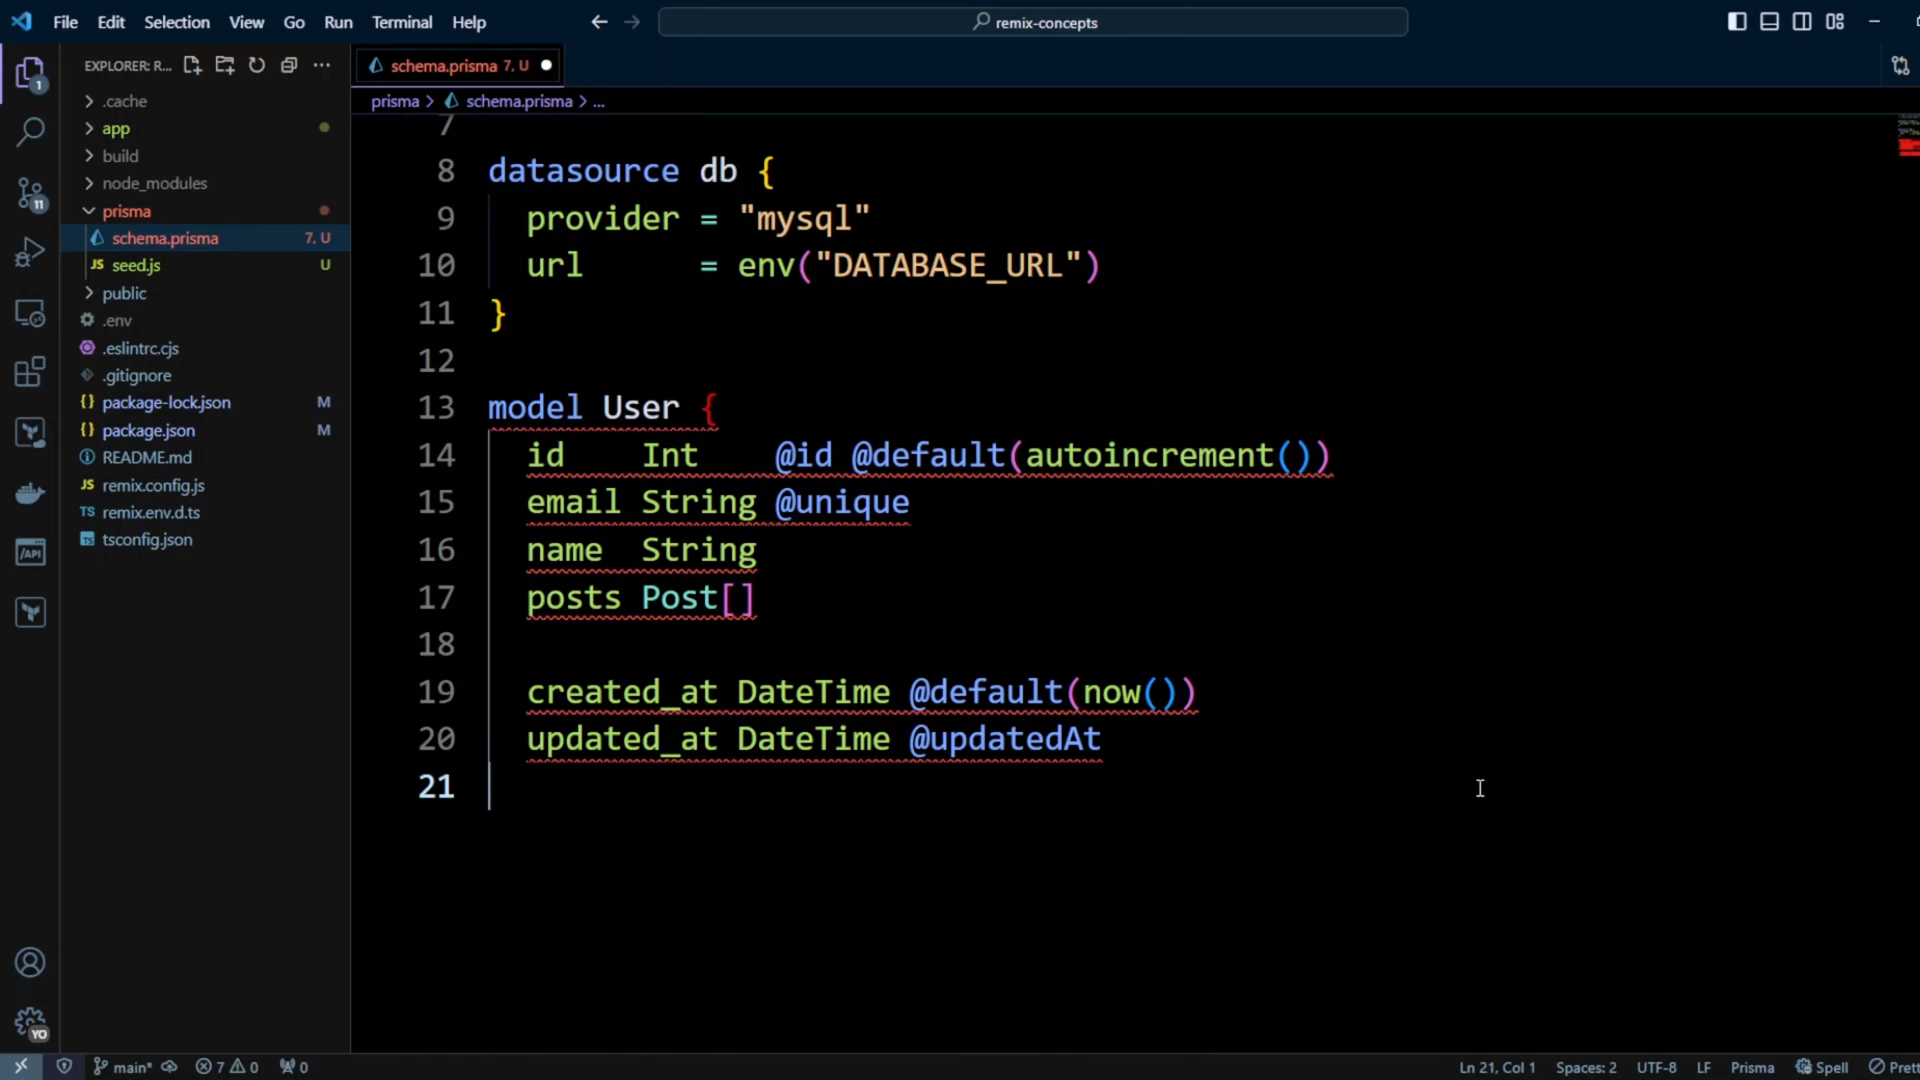 File Edit Selection View Go Run Terminal Help
remix-concepts
EXPLORER: R...
schema.prisma 7, U
prisma > schema.prisma > ...
.cache
app
build
node_modules
prisma
schema.prisma 7, U
seed.js U
public
.env
.eslintrc.cjs
.gitignore
package-lock.json M
package.json M
README.md
remix.config.js
remix.env.d.ts
tsconfig.json
7
8 datasource db {
9 provider = "mysql"
10 url = env("DATABASE_URL")
11 }
12
13 model User {
14 id Int @id @default(autoincrement())
15 email String @unique
16 name String
17 posts Post[]
18
19 created_at DateTime @default(now())
20 updated_at DateTime @updatedAt
21
1
11
/API
YO
main* 7 0 0
Ln 21, Col 1 Spaces: 2 UTF-8 LF Prisma Spell Prett